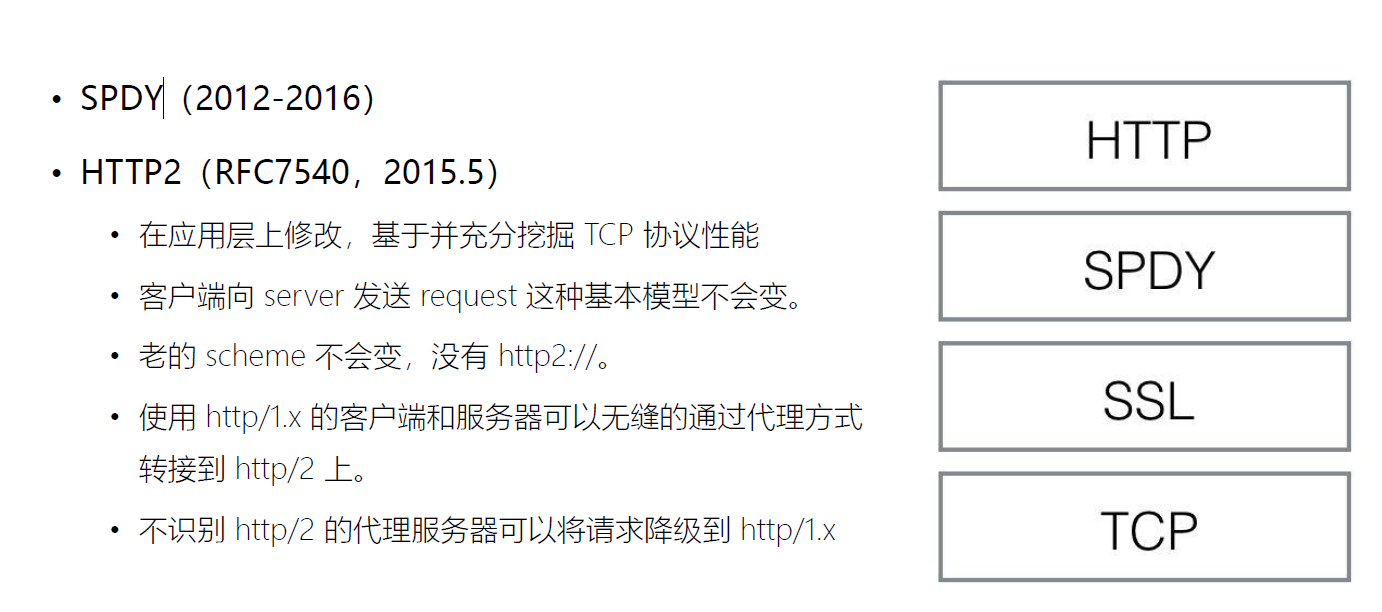 • SPDY（2012-2016）
• HTTP2（RFC7540，2015.5）
• 在应用层上修改，基于并充分挖掘 TCP 协议性能
• 客户端向 server 发送 request 这种基本模型不会变。
• 老的 scheme 不会变，没有 http2://。
• 使用 http/1.x 的客户端和服务器可以无缝的通过代理方式
转接到 http/2 上。
• 不识别 http/2 的代理服务器可以将请求降级到 http/1.x
HTTP
SPDY
SSL
TCP